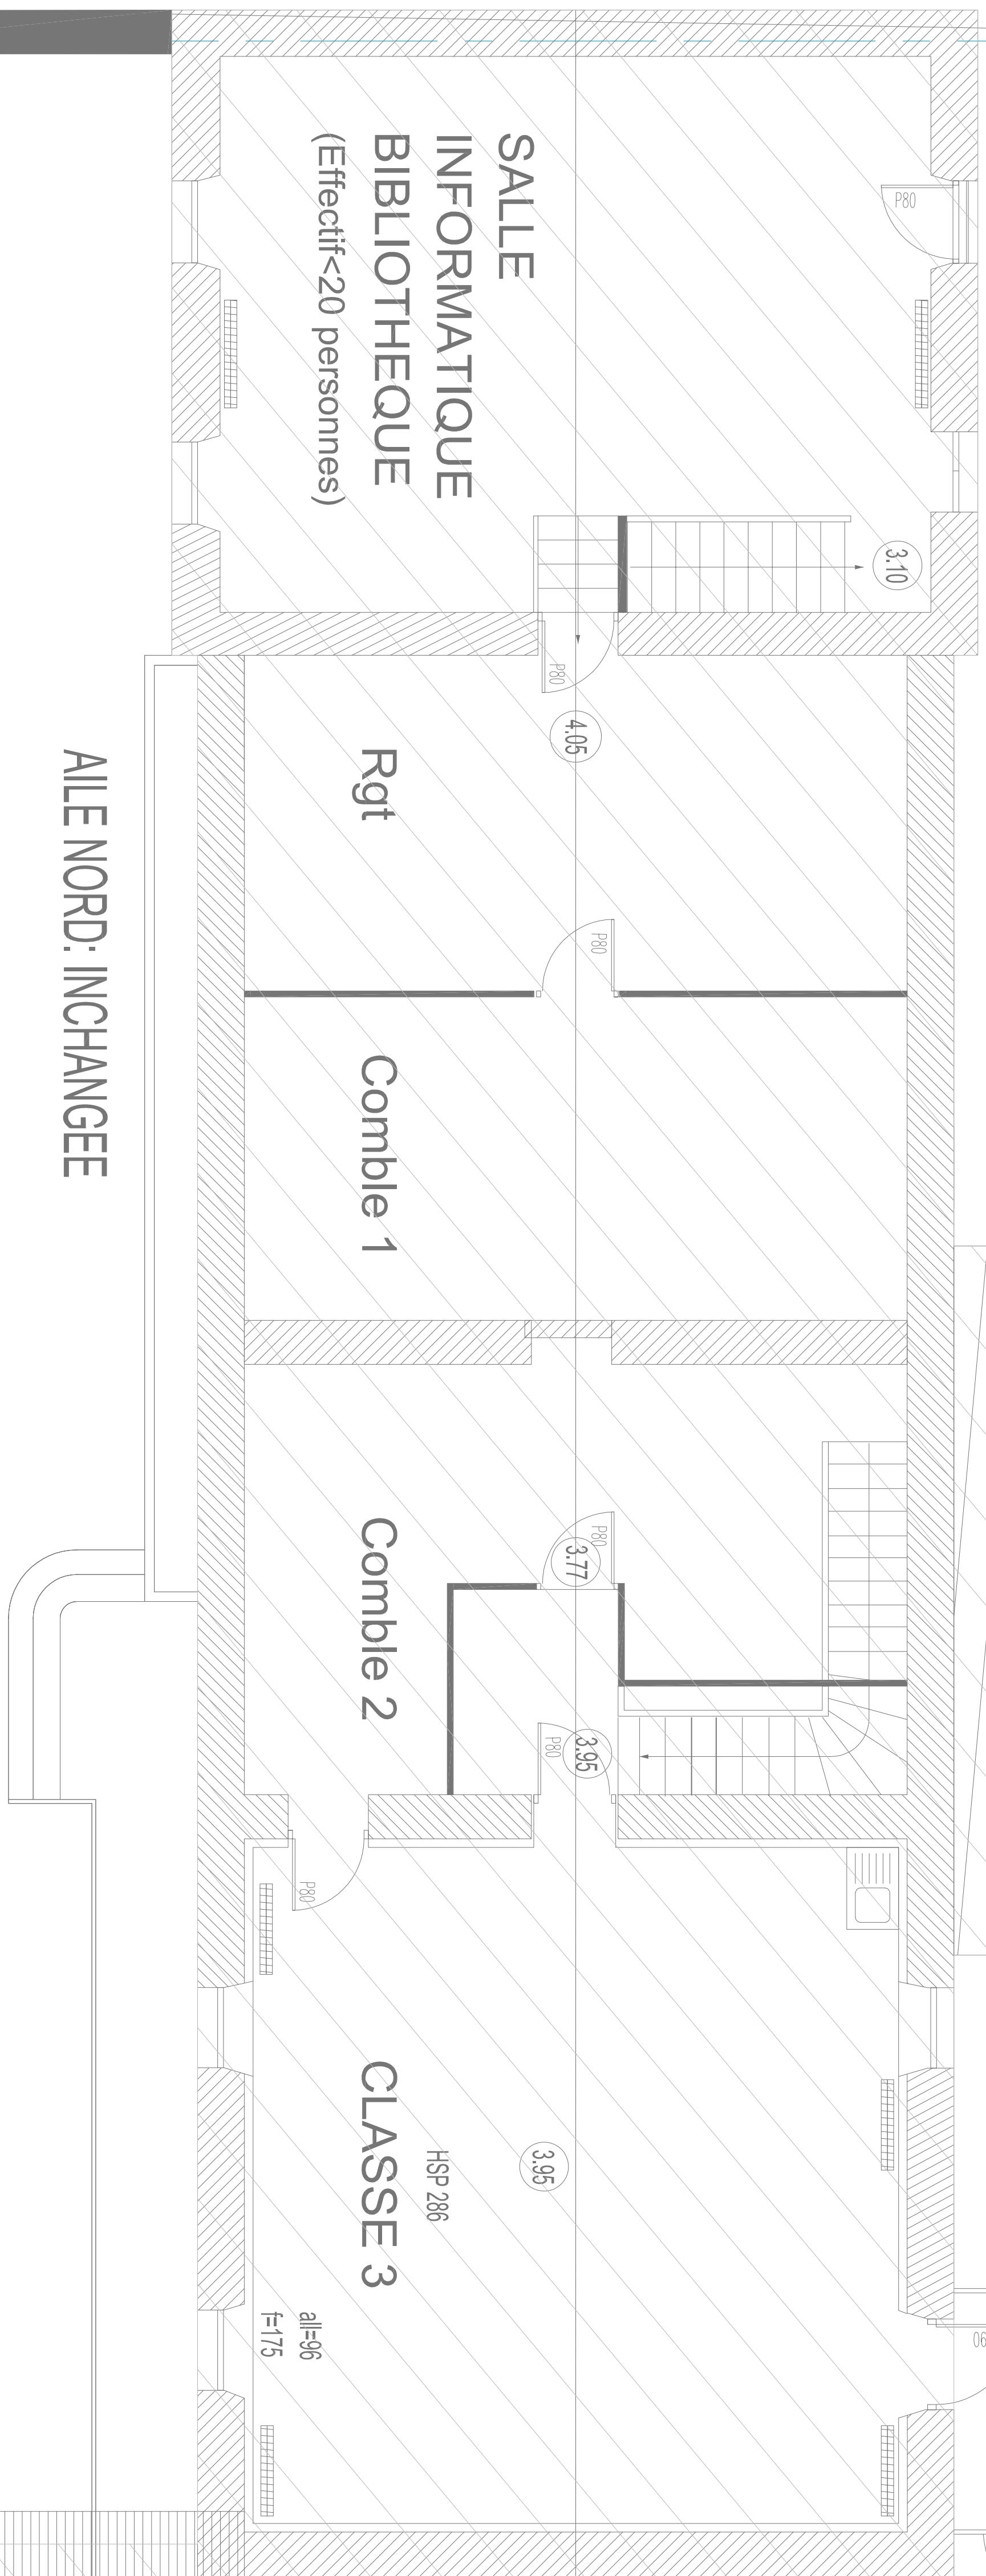 SALLE
INFORMATIQUE
BIBLIOTHEQUE
(Effectif<20 personnes)
P80
3.10
P80
4.05
Rgt
P80
Comble 1
AILE NORD: INCHANGEE
P80
3.77
Comble 2
3.95
P80
P80
CLASSE 3
HSP 286
3.95
all=96
f=175
90